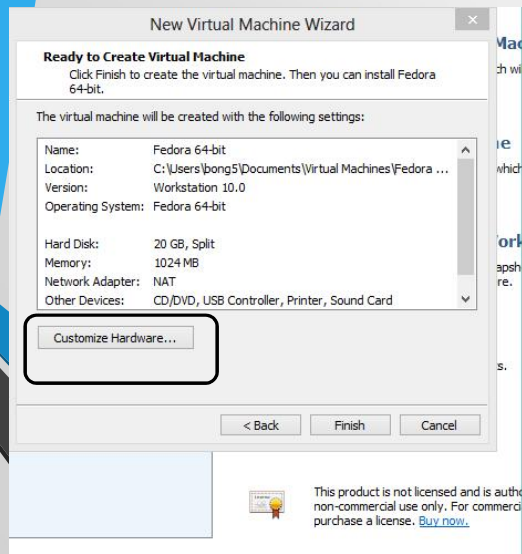 New Virtual Machine Wizard
Ready to Create Virtual Machine
Click Finish to create the virtual machine. Then you can install Fedora
64-bit.
The virtual machine will be created with the following settings:
Name: Fedora 64-bit
Location: C:\Users\bong5\Documents\Virtual Machines\Fedora ...
Version: Workstation 10.0
Operating System: Fedora 64-bit
Hard Disk: 20 GB, Split
Memory: 1024 MB
Network Adapter: NAT
Other Devices: CD/DVD, USB Controller, Printer, Sound Card
Customize Hardware...
< Back Finish Cancel
This product is not licensed and is
non-commercial use only. For
purchase a license. Buy now.